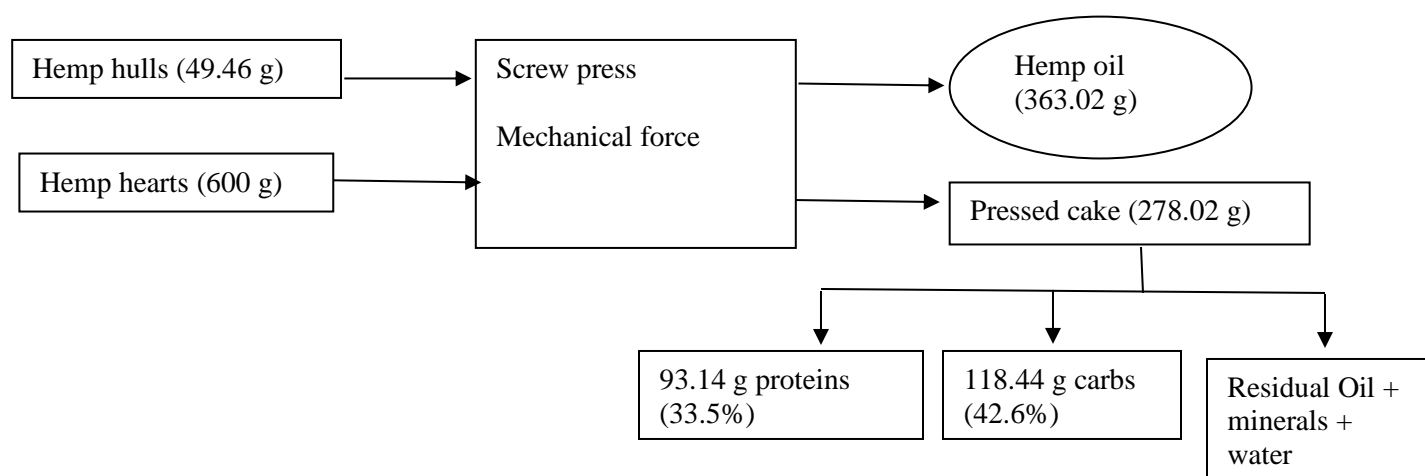 Hemp hulls (49.46 g)
Hemp hearts (600 g)
Screw press
Mechanical force
Hemp oil
(363.02 g)
Pressed cake (278.02 g)
93.14 g proteins
(33.5%)
118.44 g carbs
(42.6%)
Residual Oil +
minerals +
water